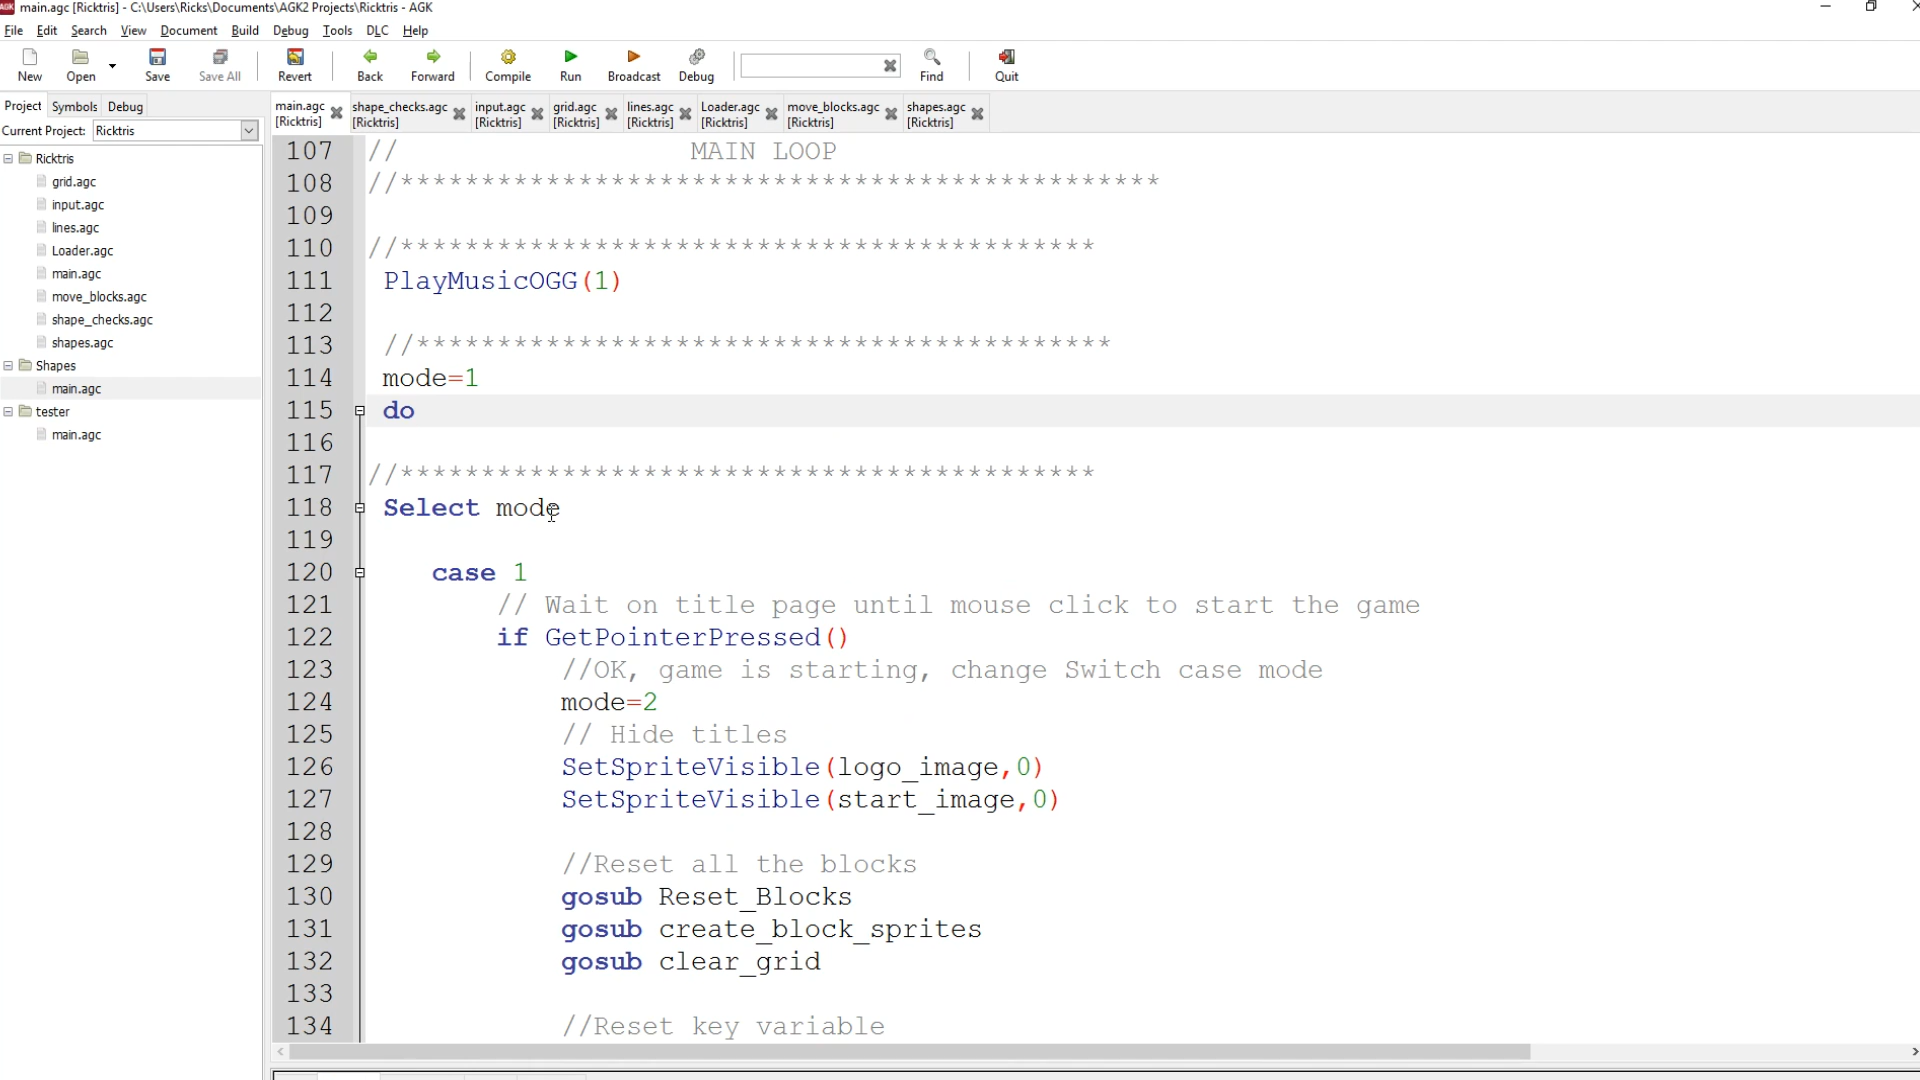 main.agc [Ricktris] - C:\Users\Ricks\Documents\AGK2 Projects\Ricktris - AGK
File Edit Search View Document Build Debug Tools DLC Help
New Open Save Save All Revert Back Forward Compile Run Broadcast Debug Find Quit
Project Symbols Debug
Current Project: Ricktris
Ricktris
grid.agc
input.agc
lines.agc
Loader.agc
main.agc
move_blocks.agc
shape_checks.agc
shapes.agc
Shapes
main.agc
tester
main.agc
main.agc [Ricktris]
shape_checks.agc [Ricktris]
input.agc [Ricktris]
grid.agc [Ricktris]
lines.agc [Ricktris]
Loader.agc [Ricktris]
move_blocks.agc [Ricktris]
shapes.agc [Ricktris]
107 // MAIN LOOP
108 //***********************************************
109
110 //*******************************************
111 PlayMusicOGG(1)
112
113 //*******************************************
114 mode=1
115 do
116
117 //*******************************************
118 Select mode
119
120 case 1
121 // Wait on title page until mouse click to start the game
122 if GetPointerPressed()
123 //OK, game is starting, change Switch case mode
124 mode=2
125 // Hide titles
126 SetSpriteVisible(logo_image,0)
127 SetSpriteVisible(start_image,0)
128
129 //Reset all the blocks
130 gosub Reset_Blocks
131 gosub create_block_sprites
132 gosub clear_grid
133
134 //Reset key variable